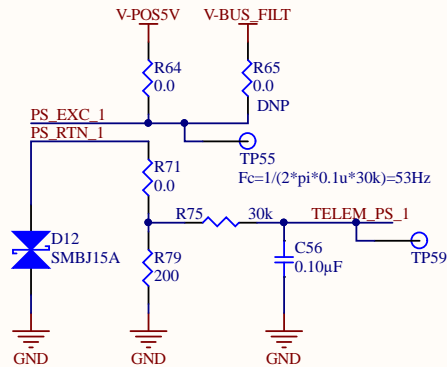 V-POS5V
V-BUS_FILT
R64
0.0
R65
0.0
DNP
PS_EXC_1
PS_RTN_1
TP55
R71
0.0
Fc=1/(2*pi*0.1u*30k)=53Hz
R75
30k
TELEM_PS_1
D12
SMBJ15A
R79
200
C56
0.10µF
TP59
GND
GND
GND